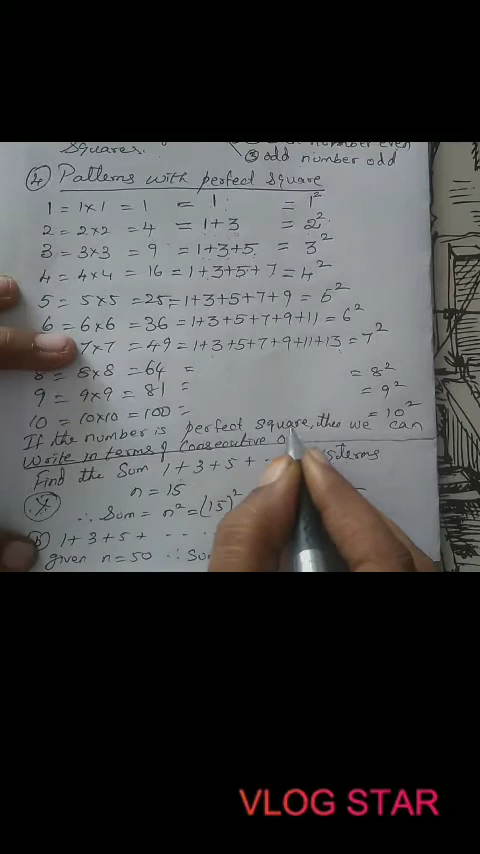 Squares.
number even
③ odd number odd
④ Patterns with perfect square
1 = 1×1 = 1 = 1 = 1²
2 = 2×2 = 4 = 1+3 = 2²
3 = 3×3 = 9 = 1+3+5 = 3²
4 = 4×4 = 16 = 1+3+5+7 = 4²
5 = 5×5 = 25 = 1+3+5+7+9 = 5²
6 = 6×6 = 36 = 1+3+5+7+9+11 = 6²
7×7 = 49 = 1+3+5+7+9+11+13 = 7²
8 = 8×8 = 64 = = 8²
9 = 9×9 = 81 = = 9²
10 = 10×10 = 100 = = 10²
If the number is perfect square, then we can
write in terms of consecutive
Find the Sum 1+3+5+ terms
n = 15
∴ Sum = n² = (15)²
(b) 1+3+5+ - - -
given n=50 ∴
VLOG STAR